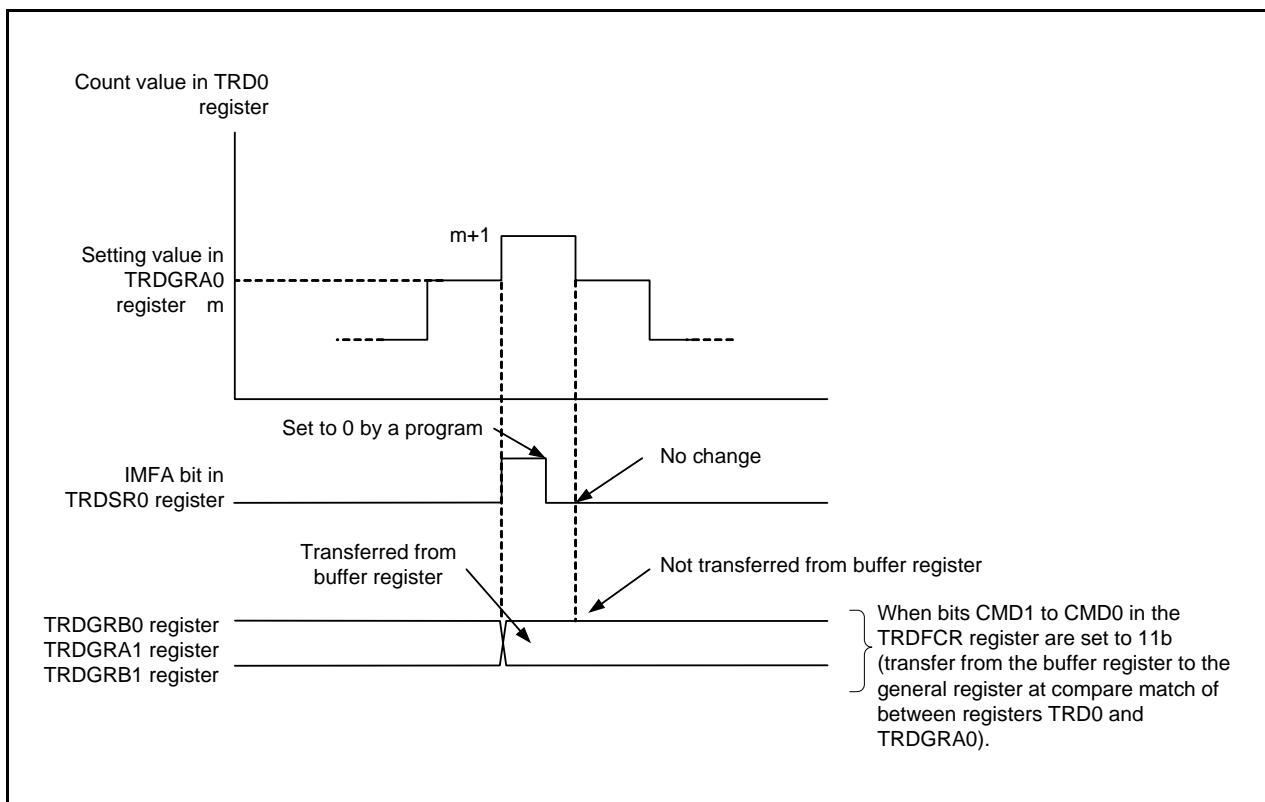 Count value in TRD0
register
m+1
Setting value in
TRDGRA0
register m
Set to 0 by a program
No change
IMFA bit in
TRDSR0 register
Transferred from
buffer register
Not transferred from buffer register
TRDGRB0 register
TRDGRA1 register
TRDGRB1 register
When bits CMD1 to CMD0 in the
TRDFCR register are set to 11b
(transfer from the buffer register to the
general register at compare match of
between registers TRD0 and
TRDGRA0).